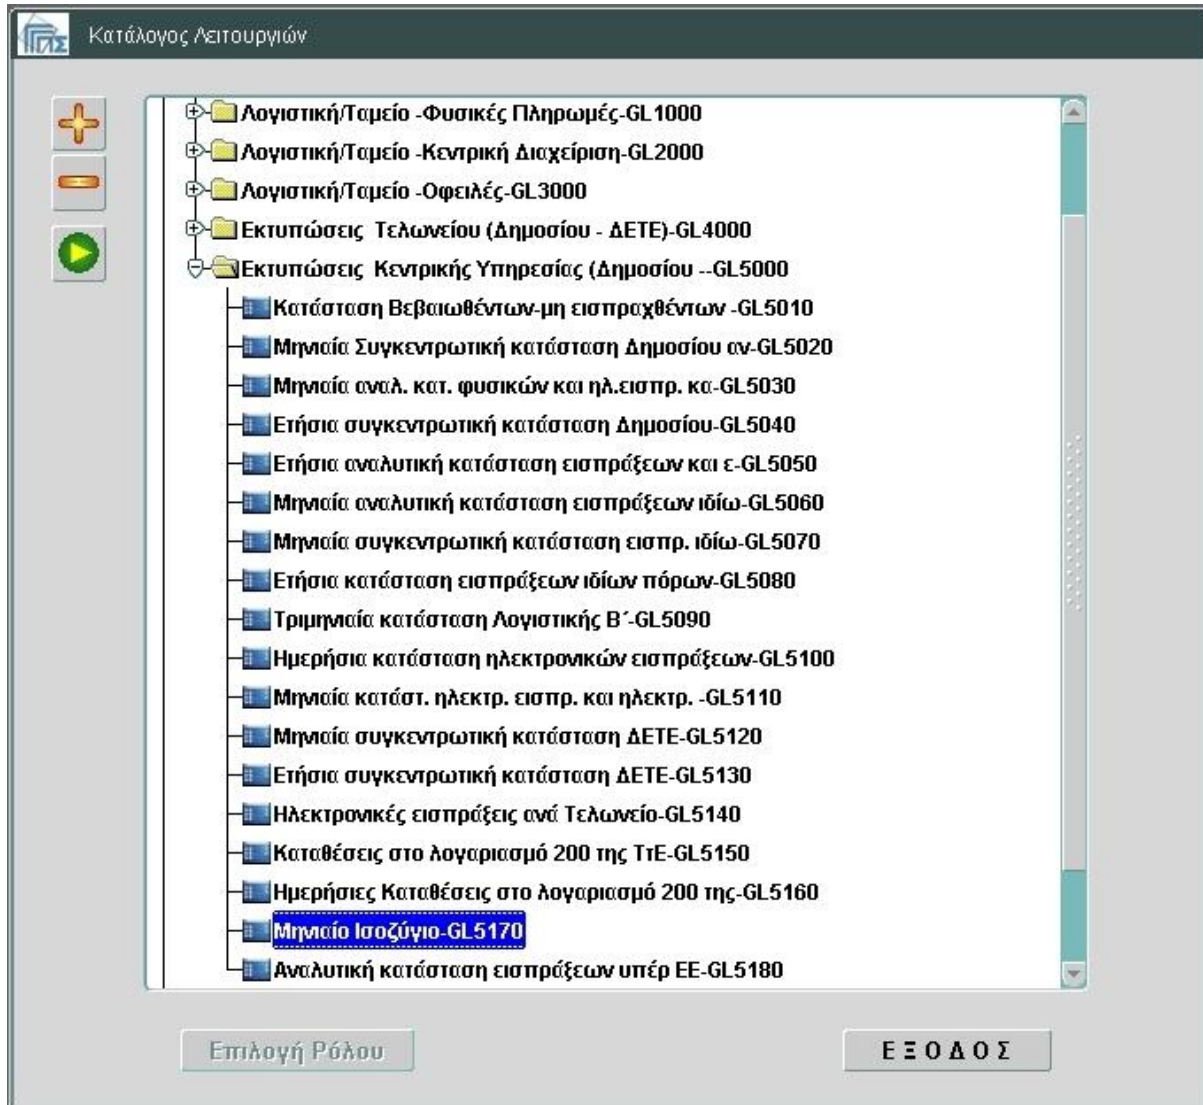 ΓΓΠΣ
Κατάλογος Λειτουργιών
Λογιστική/Ταμείο -Φυσικές Πληρωμές-GL1000
Λογιστική/Ταμείο -Κεντρική Διαχείριση-GL2000
Λογιστική/Ταμείο -Οφειλές-GL3000
Εκτυπώσεις Τελωνείου (Δημοσίου - ΔΕΤΕ)-GL4000
Εκτυπώσεις Κεντρικής Υπηρεσίας (Δημοσίου --GL5000
Κατάσταση Βεβαιωθέντων-μη εισπραχθέντων -GL5010
Μηνιαία Συγκεντρωτική κατάσταση Δημοσίου αν-GL5020
Μηνιαία αναλ. κατ. φυσικών και ηλ.εισπρ. κα-GL5030
Ετήσια συγκεντρωτική κατάσταση Δημοσίου-GL5040
Ετήσια αναλυτική κατάσταση εισπράξεων και ε-GL5050
Μηνιαία αναλυτική κατάσταση εισπράξεων ιδίω-GL5060
Μηνιαία συγκεντρωτική κατάσταση εισπρ. ιδίω-GL5070
Ετήσια κατάσταση εισπράξεων ιδίων πόρων-GL5080
Τριμηνιαία κατάσταση Λογιστικής Β΄-GL5090
Ημερήσια κατάσταση ηλεκτρονικών εισπράξεων-GL5100
Μηνιαία κατάστ. ηλεκτρ. εισπρ. και ηλεκτρ. -GL5110
Μηνιαία συγκεντρωτική κατάσταση ΔΕΤΕ-GL5120
Ετήσια συγκεντρωτική κατάσταση ΔΕΤΕ-GL5130
Ηλεκτρονικές εισπράξεις ανά Τελωνείο-GL5140
Καταθέσεις στο λογαριασμό 200 της ΤτΕ-GL5150
Ημερήσιες Καταθέσεις στο λογαριασμό 200 της-GL5160
Μηνιαίο Ισοζύγιο-GL5170
Αναλυτική κατάσταση εισπράξεων υπέρ ΕΕ-GL5180
Επιλογή Ρόλου
Ε Ξ Ο Δ Ο Σ